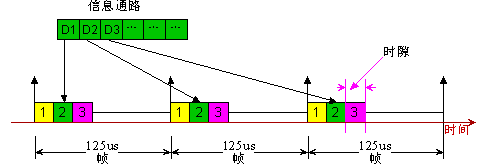 信息通路
D1 D2 D3 … … …
时隙
1 2 3 1 2 3 1 2 3
时间
125us 125us 125us
帧 帧 帧